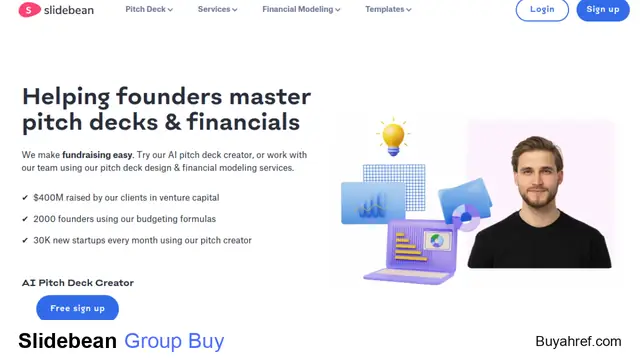 slidebean
Pitch Deck
Services
Financial Modeling
Templates
Login
Sign up
Helping founders master
pitch decks & financials
We make fundraising easy. Try our AI pitch deck creator, or work with
our team using our pitch deck design & financial modeling services.
✔ $400M raised by our clients in venture capital
✔ 2000 founders using our budgeting formulas
✔ 30K new startups every month using our pitch creator
AI Pitch Deck Creator
Free sign up
Slidebean Group Buy
Buyahref.com